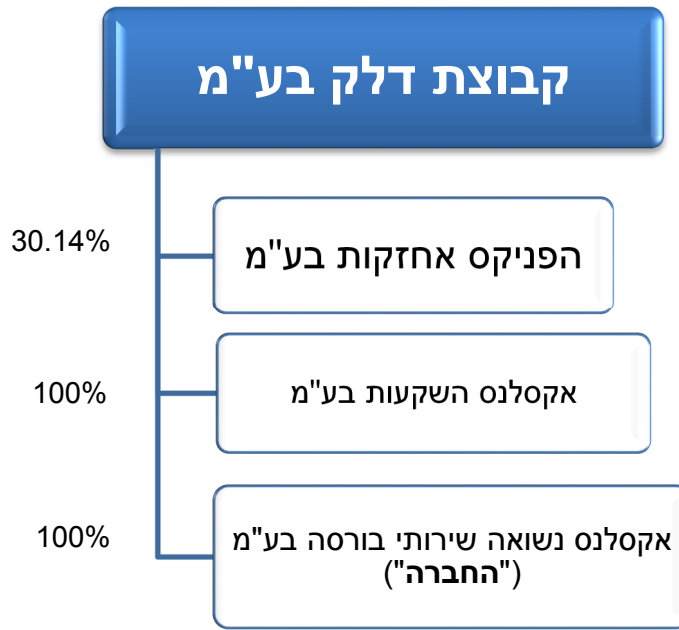 קבוצת דלק בע"מ
30.14%
הפניקס אחזקות בע"מ
100%
אקסלנס השקעות בע"מ
100%
אקסלנס נשואה שירותי בורסה בע"מ
("החברה")